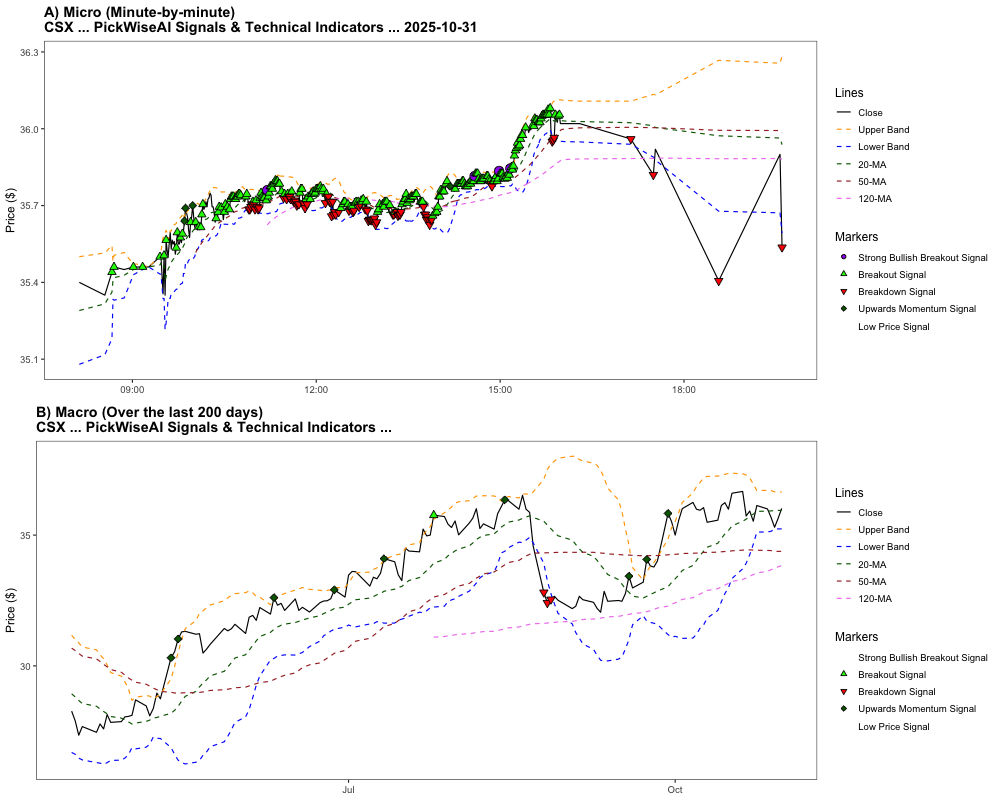 A) Micro (Minute-by-minute)
CSX ... PickWiseAI Signals & Technical Indicators ... 2025-10-31
Price ($)
36.3
36.0
35.7
35.4
35.1
09:00
12:00
15:00
18:00
Lines
Close
Upper Band
Lower Band
20-MA
50-MA
120-MA
Markers
Strong Bullish Breakout Signal
Breakout Signal
Breakdown Signal
Upwards Momentum Signal
Low Price Signal
B) Macro (Over the last 200 days)
CSX ... PickWiseAI Signals & Technical Indicators ...
Price ($)
35
30
Jul
Oct
Lines
Close
Upper Band
Lower Band
20-MA
50-MA
120-MA
Markers
Strong Bullish Breakout Signal
Breakout Signal
Breakdown Signal
Upwards Momentum Signal
Low Price Signal